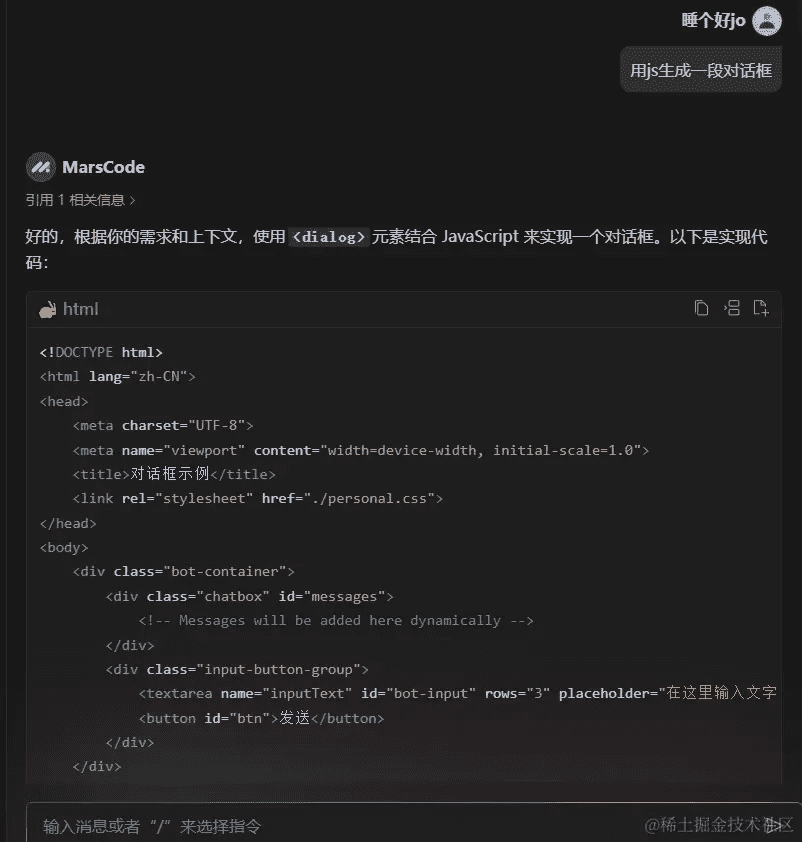 睡个好jo
用js生成一段对话框
MarsCode
引用 1 相关信息 >
好的，根据你的需求和上下文，使用 <dialog> 元素结合 JavaScript 来实现一个对话框。以下是实现代
码：
html
<!DOCTYPE html>
<html lang="zh-CN">
<head>
    <meta charset="UTF-8">
    <meta name="viewport" content="width=device-width, initial-scale=1.0">
    <title>对话框示例</title>
    <link rel="stylesheet" href="./personal.css">
</head>
<body>
    <div class="bot-container">
        <div class="chatbox" id="messages">
            <!-- Messages will be added here dynamically -->
        </div>
        <div class="input-button-group">
            <textarea name="inputText" id="bot-input" rows="3" placeholder="在这里输入文字
            <button id="btn">发送</button>
        </div>
    </div>
输入消息或者“/”来选择指令
@稀土掘金技术社区